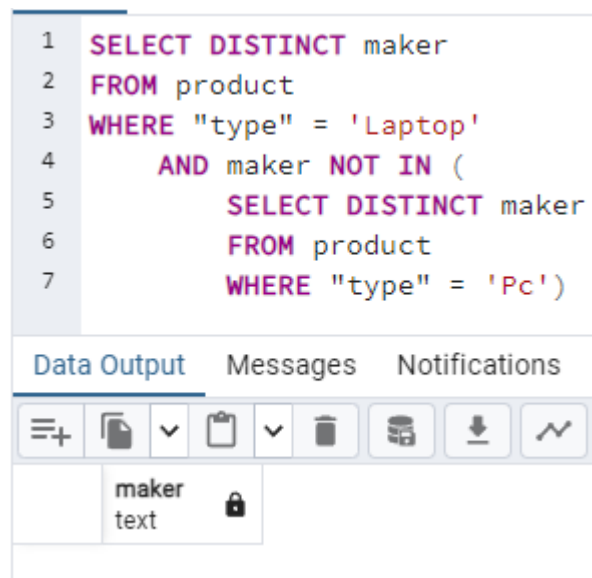 1 SELECT DISTINCT maker
2 FROM product
3 WHERE "type" = 'Laptop'
4     AND maker NOT IN (
5         SELECT DISTINCT maker
6         FROM product
7         WHERE "type" = 'Pc')
Data Output Messages Notifications
maker
text